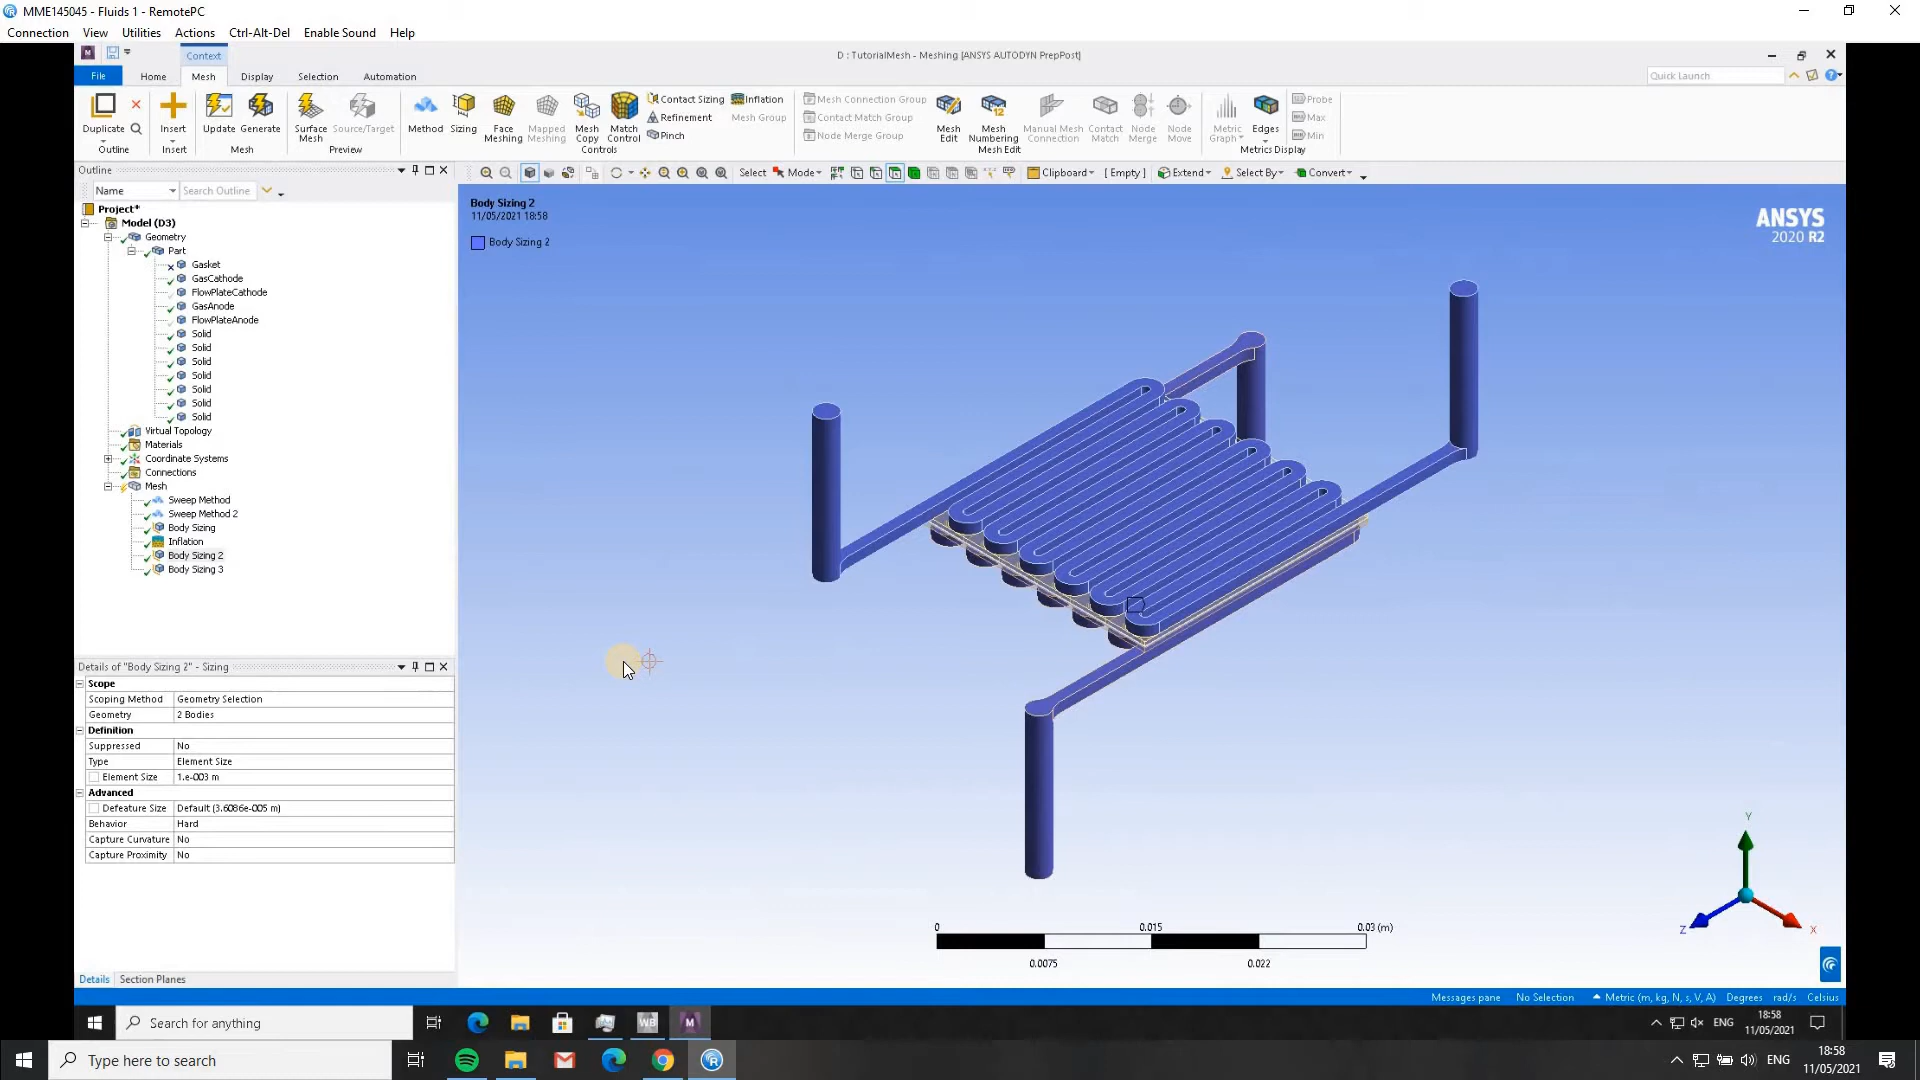 MME145045 - Fluids 1 - RemotePC
Connection View Utilities Actions Ctrl-Alt-Del Enable Sound Help
Context
D : TutorialMesh - Meshing [ANSYS AUTODYN PrepPost]
File Home Mesh Display Selection Automation
Quick Launch
Duplicate Insert Update Generate Surface Mesh Source/Target Method Sizing Face Meshing Mapped Meshing Mesh Copy Match Control
Contact Sizing Inflation
Refinement Mesh Group
Pinch
Mesh Connection Group
Contact Match Group
Node Merge Group
Mesh Edit Mesh Numbering Manual Mesh Connection Contact Match Node Merge Node Move Metric Graph Edges
Probe
Max
Min
Outline Insert Mesh Preview Controls Mesh Edit Metrics Display
Outline
Name Search Outline
Select Mode Clipboard [ Empty ] Extend Select By Convert
Project*
Model (D3)
Geometry
Part
Gasket
GasCathode
FlowPlateCathode
GasAnode
FlowPlateAnode
Solid
Solid
Solid
Solid
Solid
Solid
Solid
Virtual Topology
Materials
Coordinate Systems
Connections
Mesh
Sweep Method
Sweep Method 2
Body Sizing
Inflation
Body Sizing 2
Body Sizing 3
Details of "Body Sizing 2" - Sizing
Scope
Scoping Method Geometry Selection
Geometry 2 Bodies
Definition
Suppressed No
Type Element Size
Element Size 1.e-003 m
Advanced
Defeature Size Default (3.6086e-005 m)
Behavior Hard
Capture Curvature No
Capture Proximity No
Details Section Planes
Body Sizing 2
11/05/2021 18:58
Body Sizing 2
ANSYS
2020 R2
Y
Z
X
0 0.015 0.03 (m)
0.0075 0.022
Messages pane No Selection Metric (m, kg, N, s, V, A) Degrees rad/s Celsius
Search for anything
WB
M
ENG
18:58
11/05/2021
Type here to search
ENG
18:58
11/05/2021